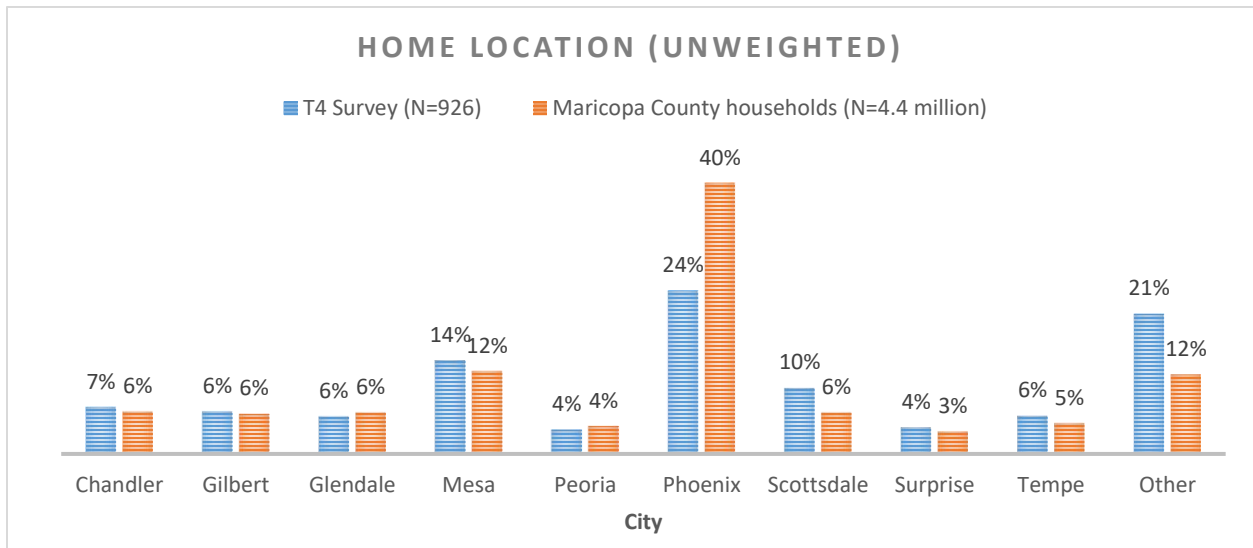 HOME LOCATION (UNWEIGHTED)
T4 Survey (N=926) Maricopa County households (N=4.4 million)
7% 6% 6% 6% 6% 6% 14% 12% 4% 4% 24% 40% 10% 6% 4% 3% 6% 5% 21% 12%
Chandler Gilbert Glendale Mesa Peoria Phoenix Scottsdale Surprise Tempe Other
City